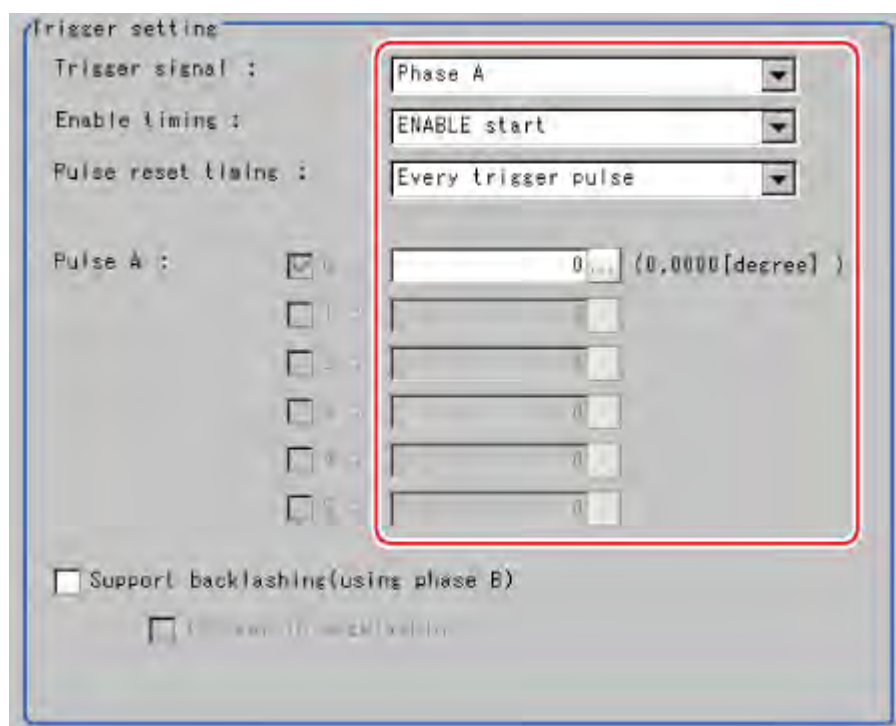 Trigger setting
Trigger signal : Phase A
Enable timing : ENABLE start
Pulse reset timing : Every trigger pulse
Pulse A : 0 ... (0.0000[degree] )
0
0
0
0
Support backlashing(using phase B)